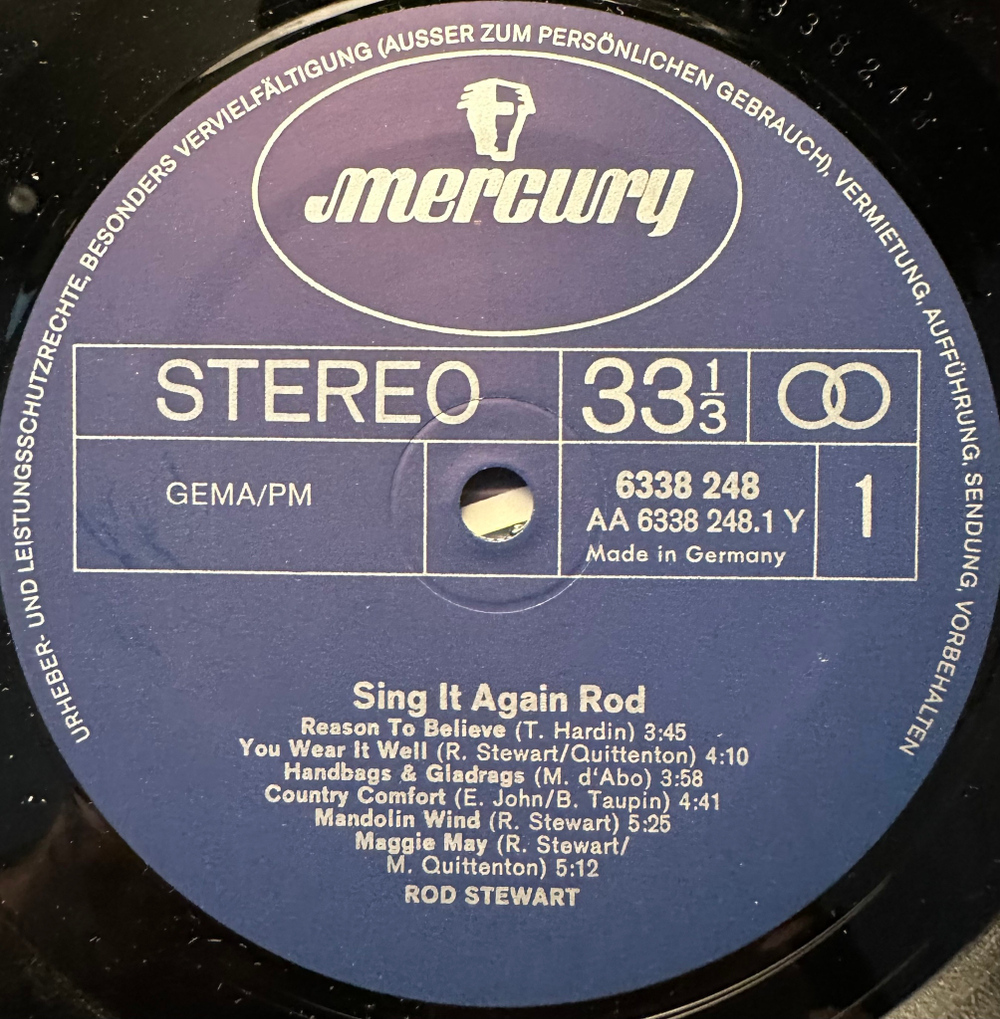 URHEBER- UND LEISTUNGSSCHUTZRECHTE, BESONDERS VERVIELFÄLTIGUNG (AUSSER ZUM PERSÖNLICHEN GEBRAUCH), VERMIETUNG, AUFFÜHRUNG, SENDUNG, VORBEHALTEN
mercury
STEREO
33 1/3
GEMA/PM
6338 248
AA 6338 248.1 Y
Made in Germany
1
Sing It Again Rod
Reason To Believe (T. Hardin) 3:45
You Wear It Well (R. Stewart/Quittenton) 4:10
Handbags & Gladrags (M. d'Abo) 3:58
Country Comfort (E. John/B. Taupin) 4:41
Mandolin Wind (R. Stewart) 5:25
Maggie May (R. Stewart/
M. Quittenton) 5:12
ROD STEWART